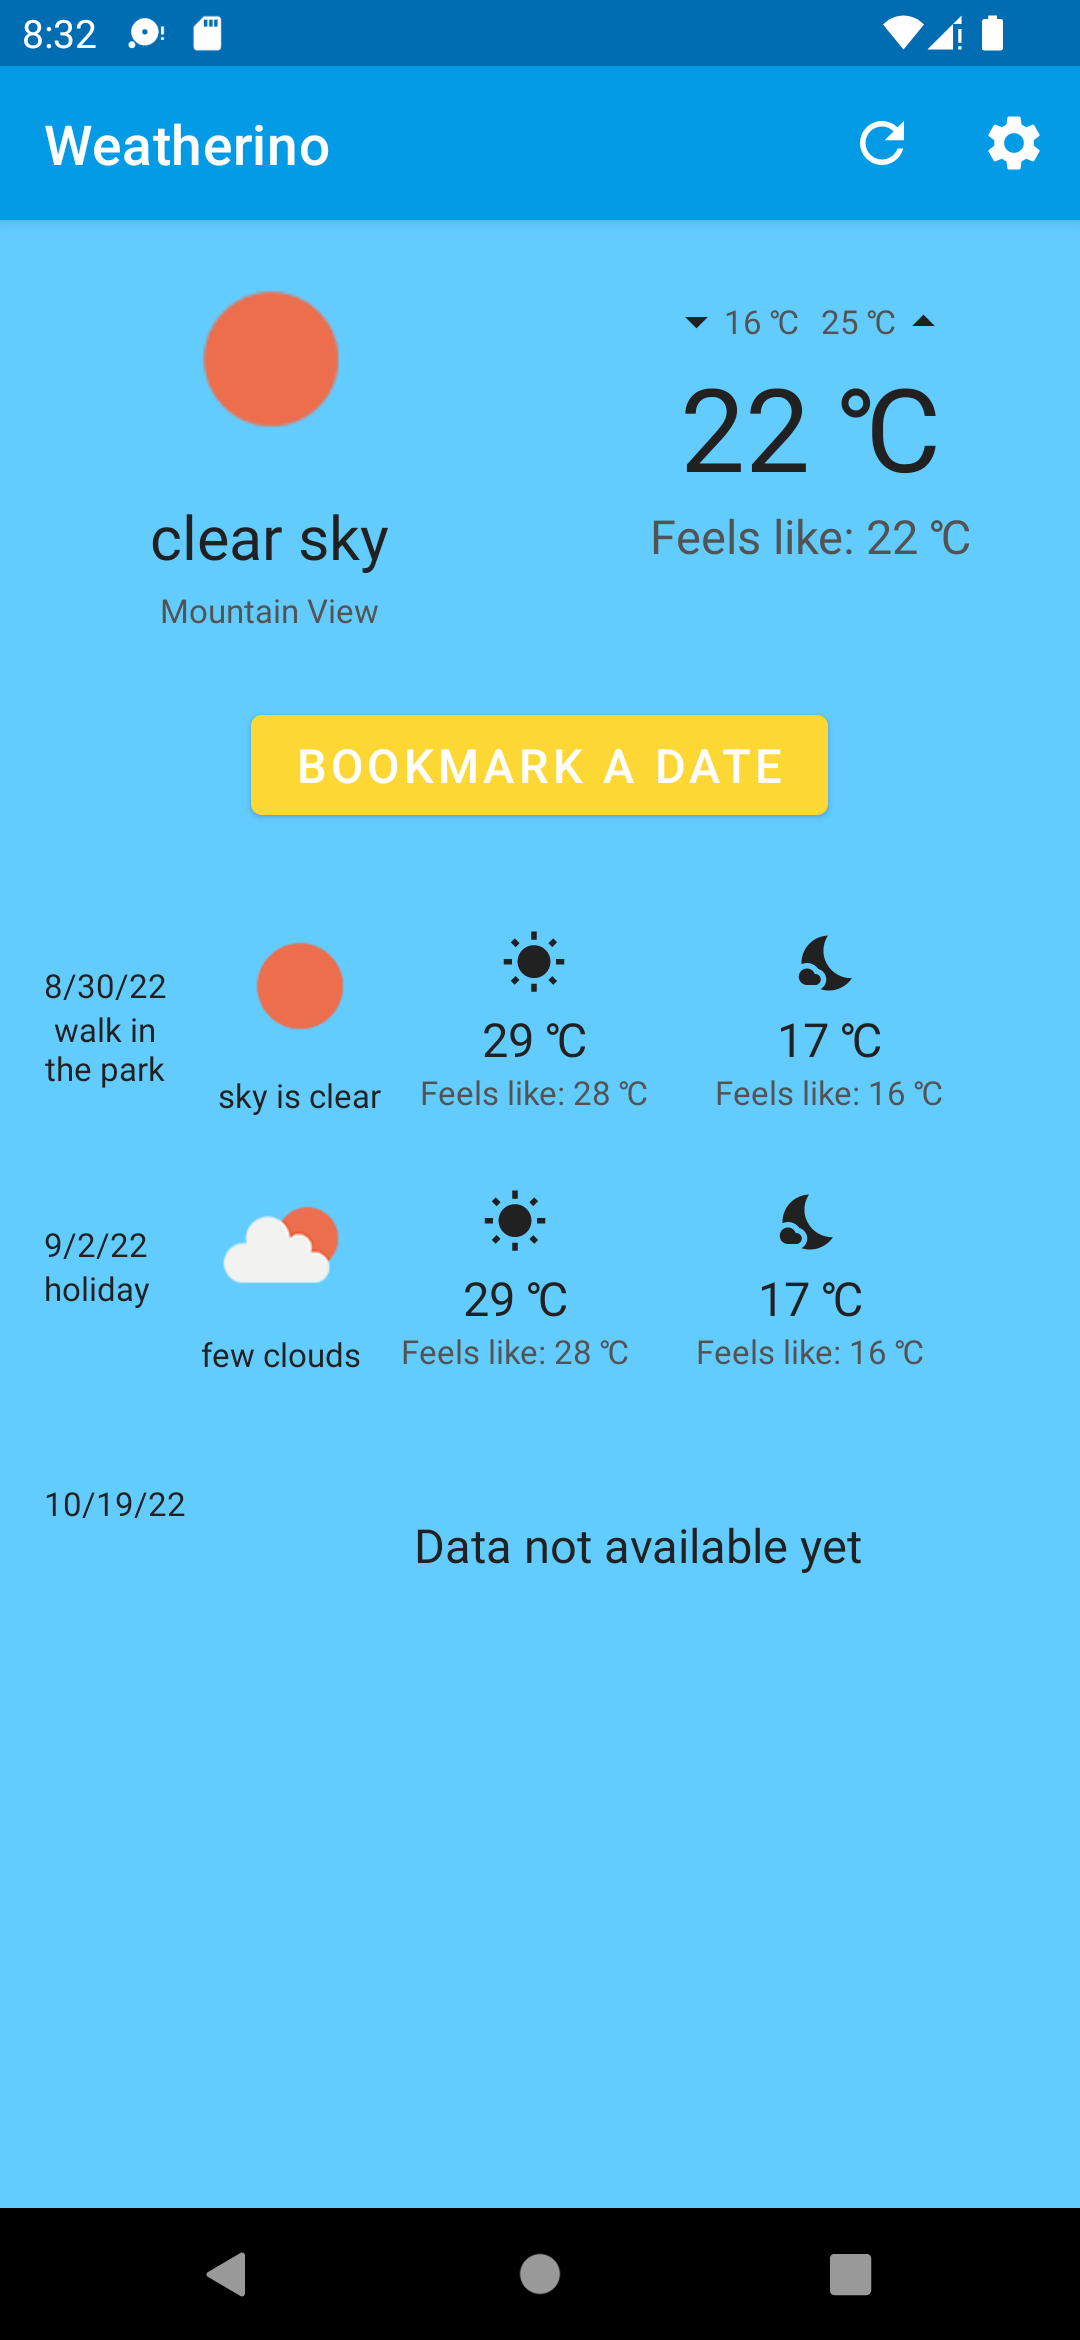 8:32
Weatherino
16 °C 25 °C
22 °C
Feels like: 22 °C
clear sky
Mountain View
BOOKMARK A DATE
8/30/22
walk in
the park
sky is clear
29 °C
Feels like: 28 °C
17 °C
Feels like: 16 °C
9/2/22
holiday
few clouds
29 °C
Feels like: 28 °C
17 °C
Feels like: 16 °C
10/19/22
Data not available yet